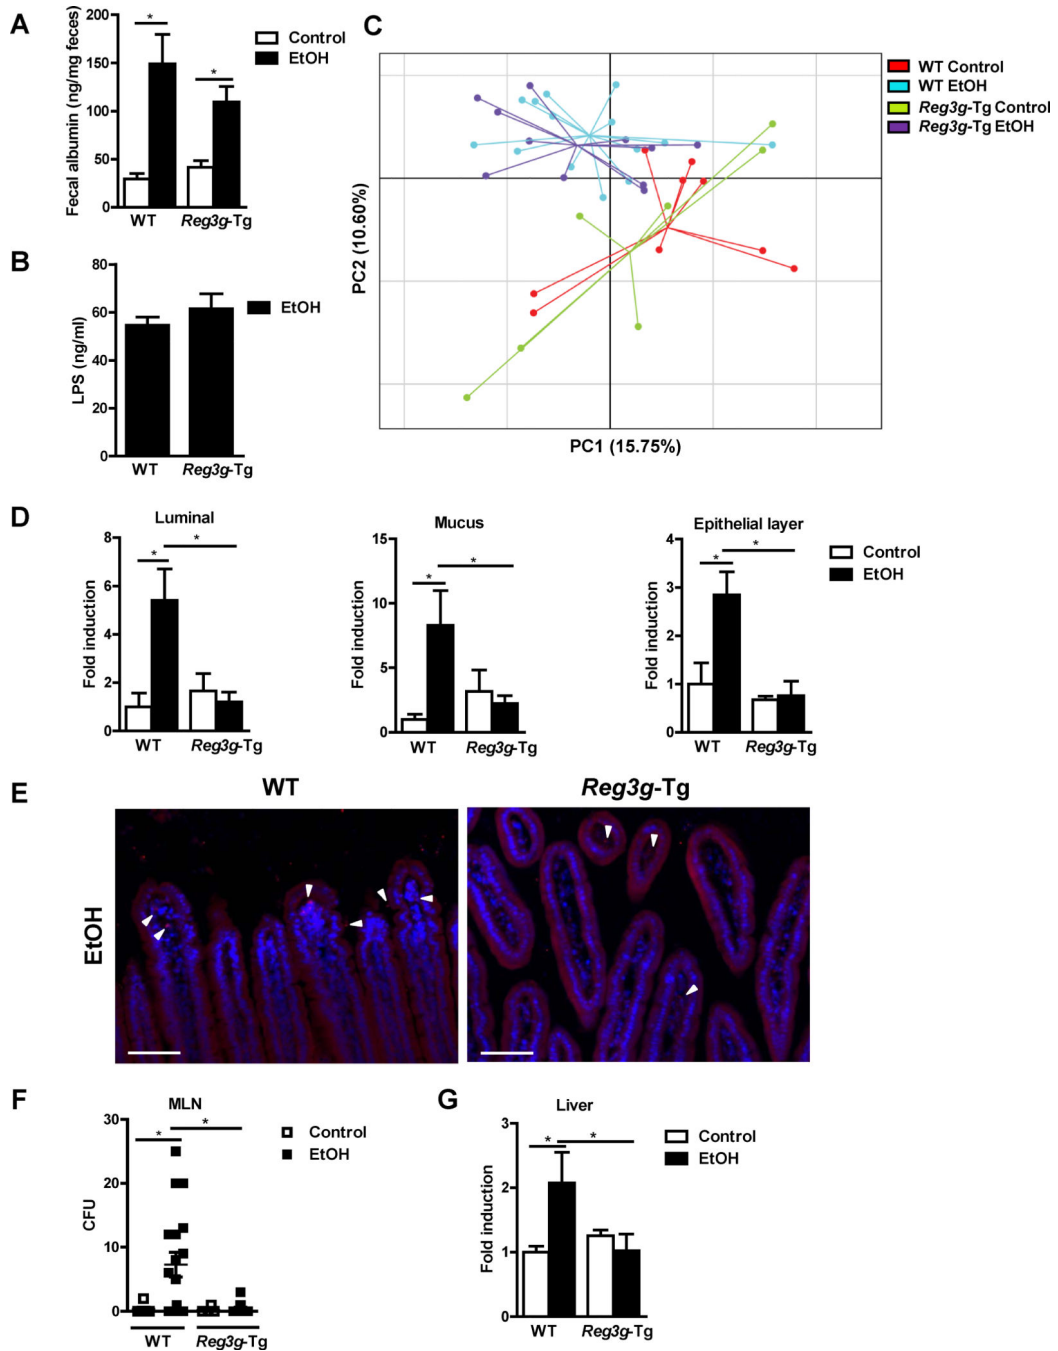 A
Fecal albumin (ng/mg feces)
200
150
100
50
0
*
*
WT
Reg3g-Tg
Control
EtOH
B
LPS (ng/ml)
80
60
40
20
0
WT
Reg3g-Tg
EtOH
C
PC2 (10.60%)
PC1 (15.75%)
WT Control
WT EtOH
Reg3g-Tg Control
Reg3g-Tg EtOH
D
Luminal
Fold induction
8
6
4
2
0
*
*
WT
Reg3g-Tg
Mucus
Fold induction
15
10
5
0
*
*
WT
Reg3g-Tg
Epithelial layer
Fold induction
4
3
2
1
0
*
*
WT
Reg3g-Tg
Control
EtOH
E
WT
Reg3g-Tg
EtOH
F
MLN
CFU
30
20
10
0
*
*
WT
Reg3g-Tg
Control
EtOH
G
Liver
Fold induction
3
2
1
0
*
*
WT
Reg3g-Tg
Control
EtOH